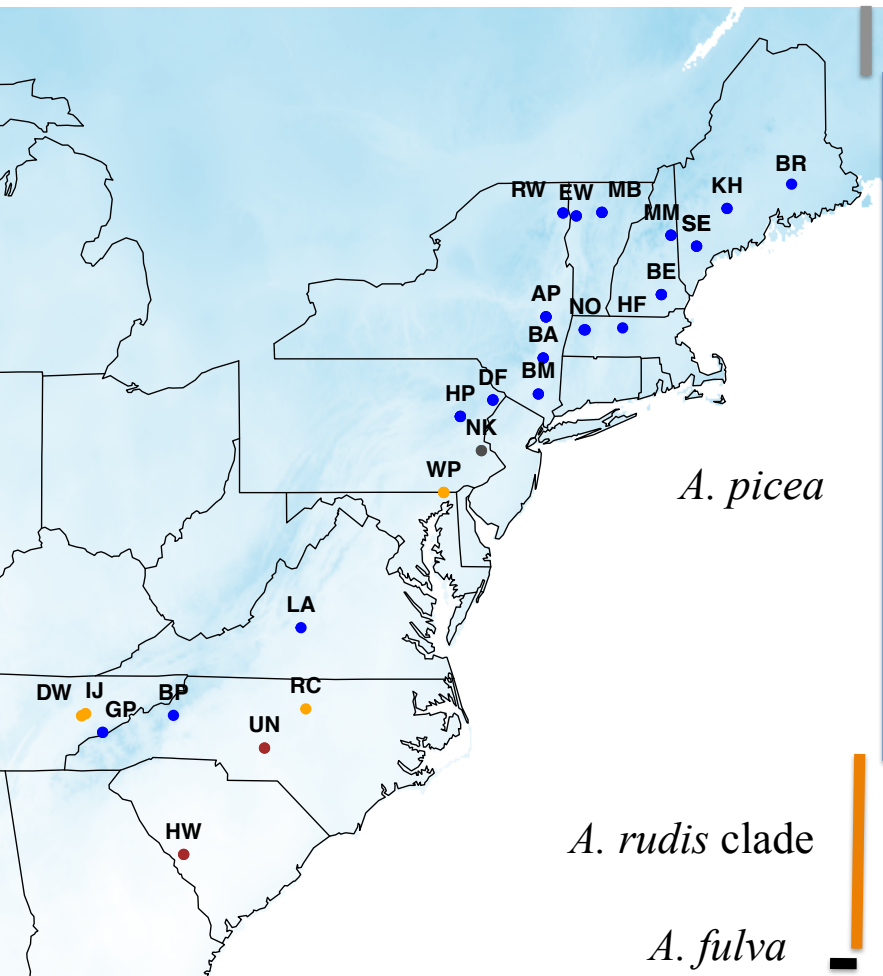 BR
KH
RW EW MB
MM SE
BE
AP
NO HF
BA
DF BM
HP
NK
WP
A. picea
LA
DW IJ BP RC
GP
UN
HW
A. rudis clade
A. fulva